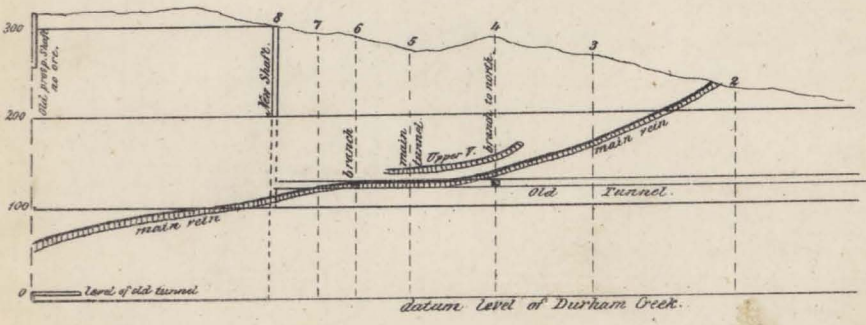 300
200
100
0
Old prosp. Shaft
no ore.
8
7
6
5
4
3
2
New Shaft.
branch
main
tunnel
branch to north
Upper V.
main vein
main vein
Old Tunnel.
level of old tunnel
datum level of Durham Creek.